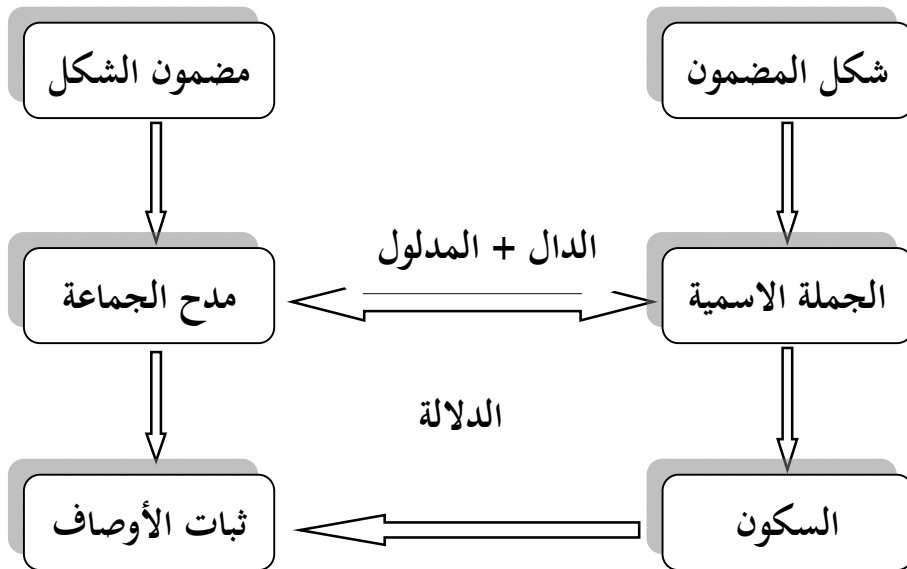 شكل المضمون
مضمون الشكل
الدال + المدلول
الجملة الاسمية
مدح الجماعة
الدلالة
السكون
ثبات الأوصاف